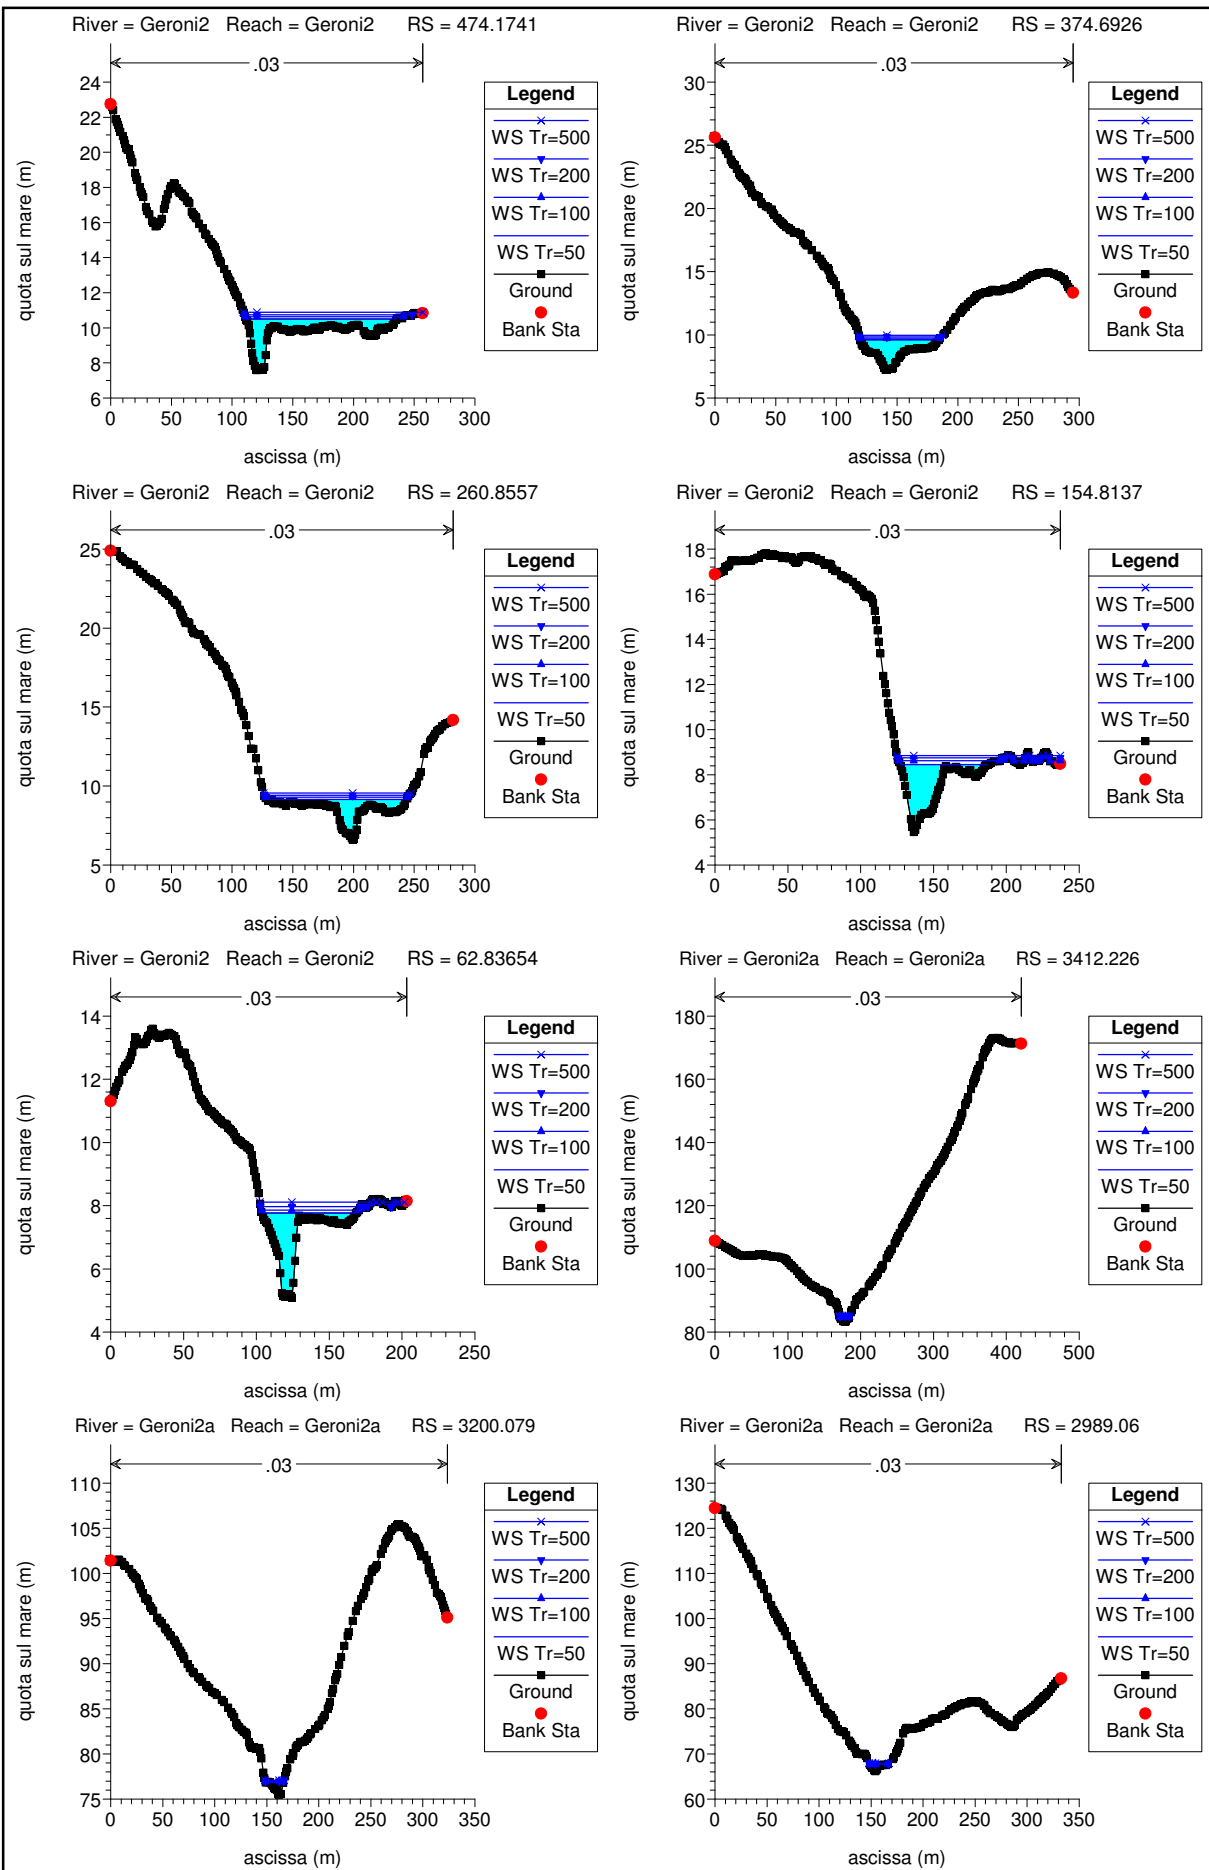 River = Geroni2 Reach = Geroni2 RS = 474.1741
.03
24
22
20
18
16
14
12
10
8
6
0 50 100 150 200 250 300
quota sul mare (m)
ascissa (m)
Legend
WS Tr=500
WS Tr=200
WS Tr=100
WS Tr=50
Ground
Bank Sta
River = Geroni2 Reach = Geroni2 RS = 374.6926
.03
30
25
20
15
10
5
0 50 100 150 200 250 300
quota sul mare (m)
ascissa (m)
Legend
WS Tr=500
WS Tr=200
WS Tr=100
WS Tr=50
Ground
Bank Sta
River = Geroni2 Reach = Geroni2 RS = 260.8557
.03
25
20
15
10
5
0 50 100 150 200 250 300
quota sul mare (m)
ascissa (m)
Legend
WS Tr=500
WS Tr=200
WS Tr=100
WS Tr=50
Ground
Bank Sta
River = Geroni2 Reach = Geroni2 RS = 154.8137
.03
18
16
14
12
10
8
6
4
0 50 100 150 200 250
quota sul mare (m)
ascissa (m)
Legend
WS Tr=500
WS Tr=200
WS Tr=100
WS Tr=50
Ground
Bank Sta
River = Geroni2 Reach = Geroni2 RS = 62.83654
.03
14
12
10
8
6
4
0 50 100 150 200 250
quota sul mare (m)
ascissa (m)
Legend
WS Tr=500
WS Tr=200
WS Tr=100
WS Tr=50
Ground
Bank Sta
River = Geroni2a Reach = Geroni2a RS = 3412.226
.03
180
160
140
120
100
80
0 100 200 300 400 500
quota sul mare (m)
ascissa (m)
Legend
WS Tr=500
WS Tr=200
WS Tr=100
WS Tr=50
Ground
Bank Sta
River = Geroni2a Reach = Geroni2a RS = 3200.079
.03
110
105
100
95
90
85
80
75
0 50 100 150 200 250 300 350
quota sul mare (m)
ascissa (m)
Legend
WS Tr=500
WS Tr=200
WS Tr=100
WS Tr=50
Ground
Bank Sta
River = Geroni2a Reach = Geroni2a RS = 2989.06
.03
130
120
110
100
90
80
70
60
0 50 100 150 200 250 300 350
quota sul mare (m)
ascissa (m)
Legend
WS Tr=500
WS Tr=200
WS Tr=100
WS Tr=50
Ground
Bank Sta